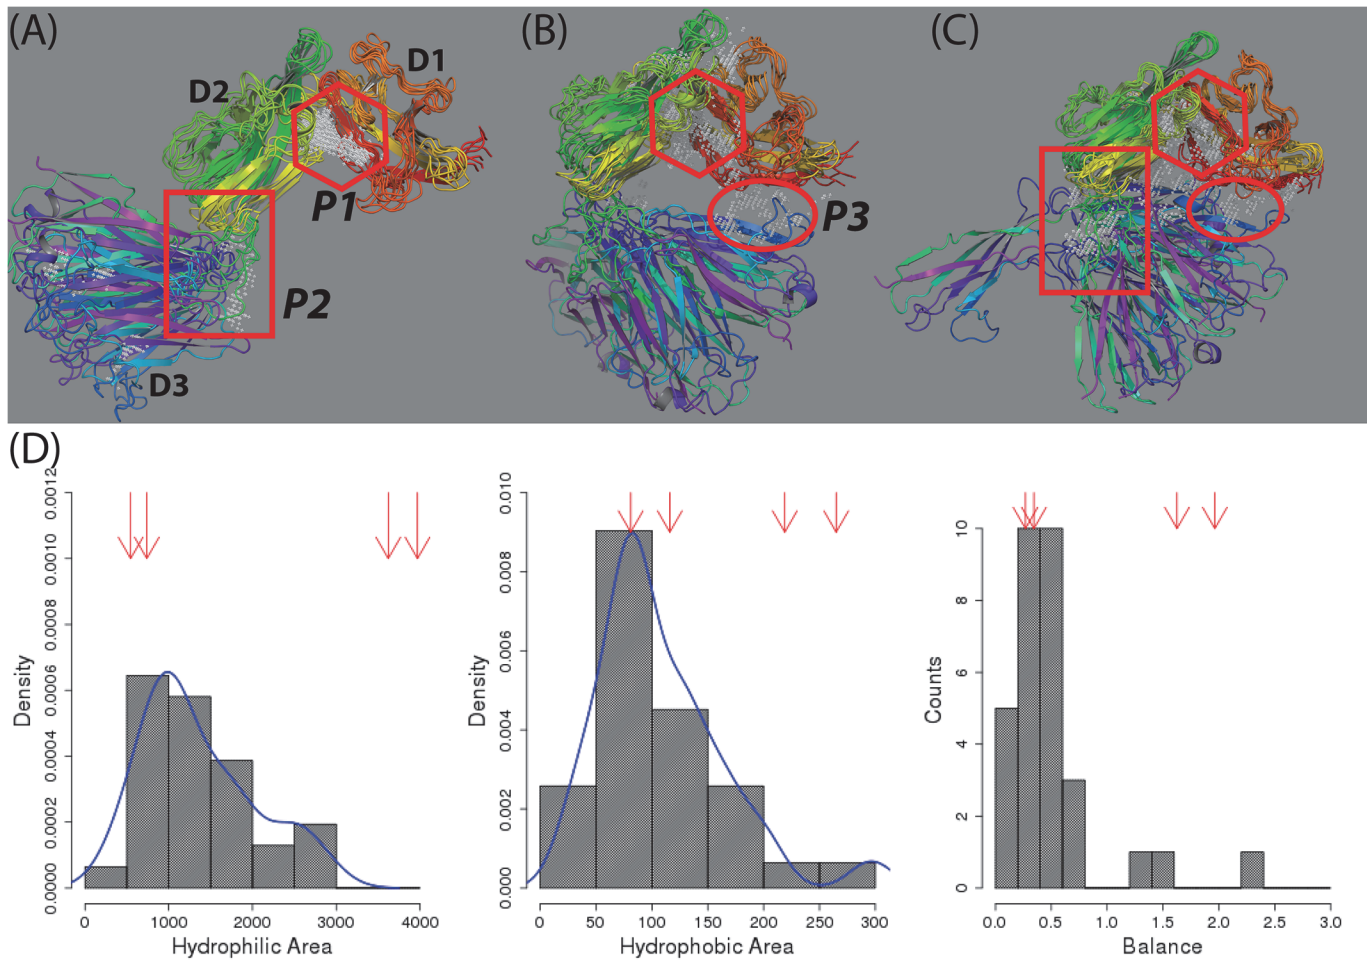 (A)
(B)
(C)
D1
D2
P1
P2
P3
D3
(D)
Density
0.0000 0.0002 0.0004 0.0006 0.0008 0.0010 0.0012
0 1000 2000 3000 4000
Hydrophilic Area
Density
0.000 0.002 0.004 0.006 0.008 0.010
0 50 100 150 200 250 300
Hydrophobic Area
Counts
0 2 4 6 8 10
0.0 0.5 1.0 1.5 2.0 2.5 3.0
Balance